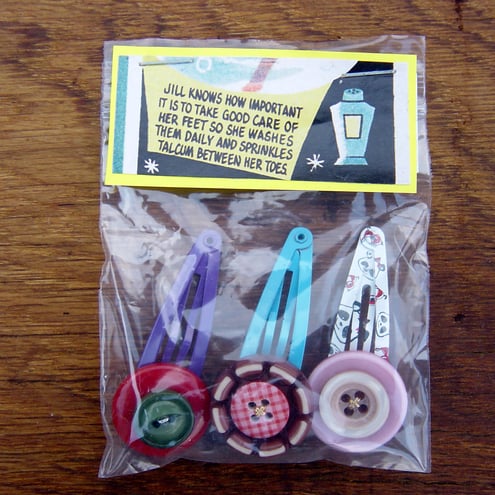 JILL KNOWS HOW IMPORTANT
IT IS TO TAKE GOOD CARE OF
HER FEET SO SHE WASHES
THEM DAILY AND SPRINKLES
TALCUM BETWEEN HER TOES.